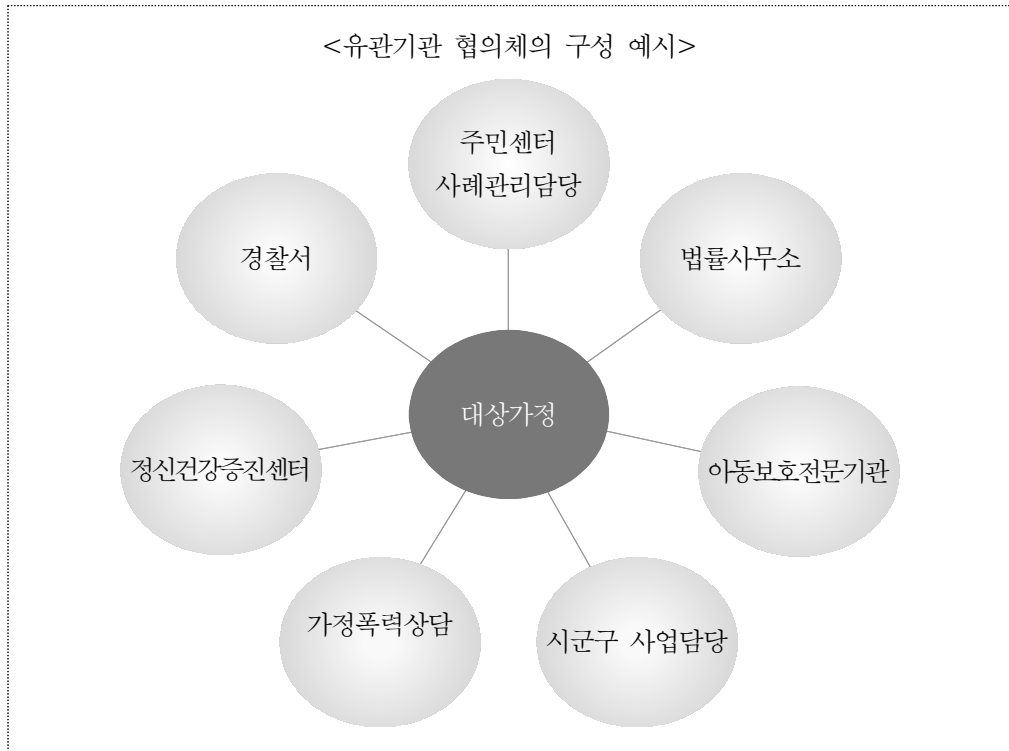 <유관기관 협의체의 구성 예시>
주민센터
사례관리담당
경찰서
법률사무소
대상가정
정신건강증진센터
아동보호전문기관
가정폭력상담
시군구 사업담당